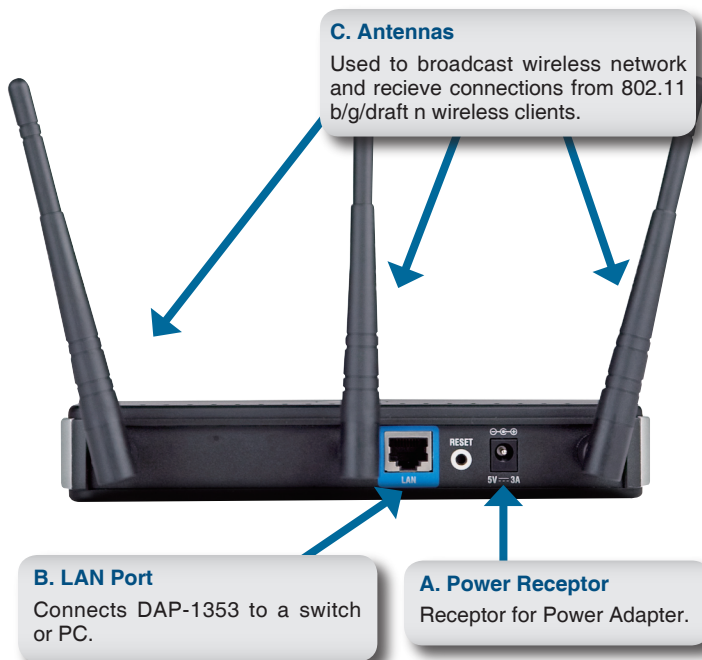 C. Antennas
Used to broadcast wireless network
and recieve connections from 802.11
b/g/draft n wireless clients.
RESET
LAN
5V 3A
B. LAN Port
Connects DAP-1353 to a switch
or PC.
A. Power Receptor
Receptor for Power Adapter.